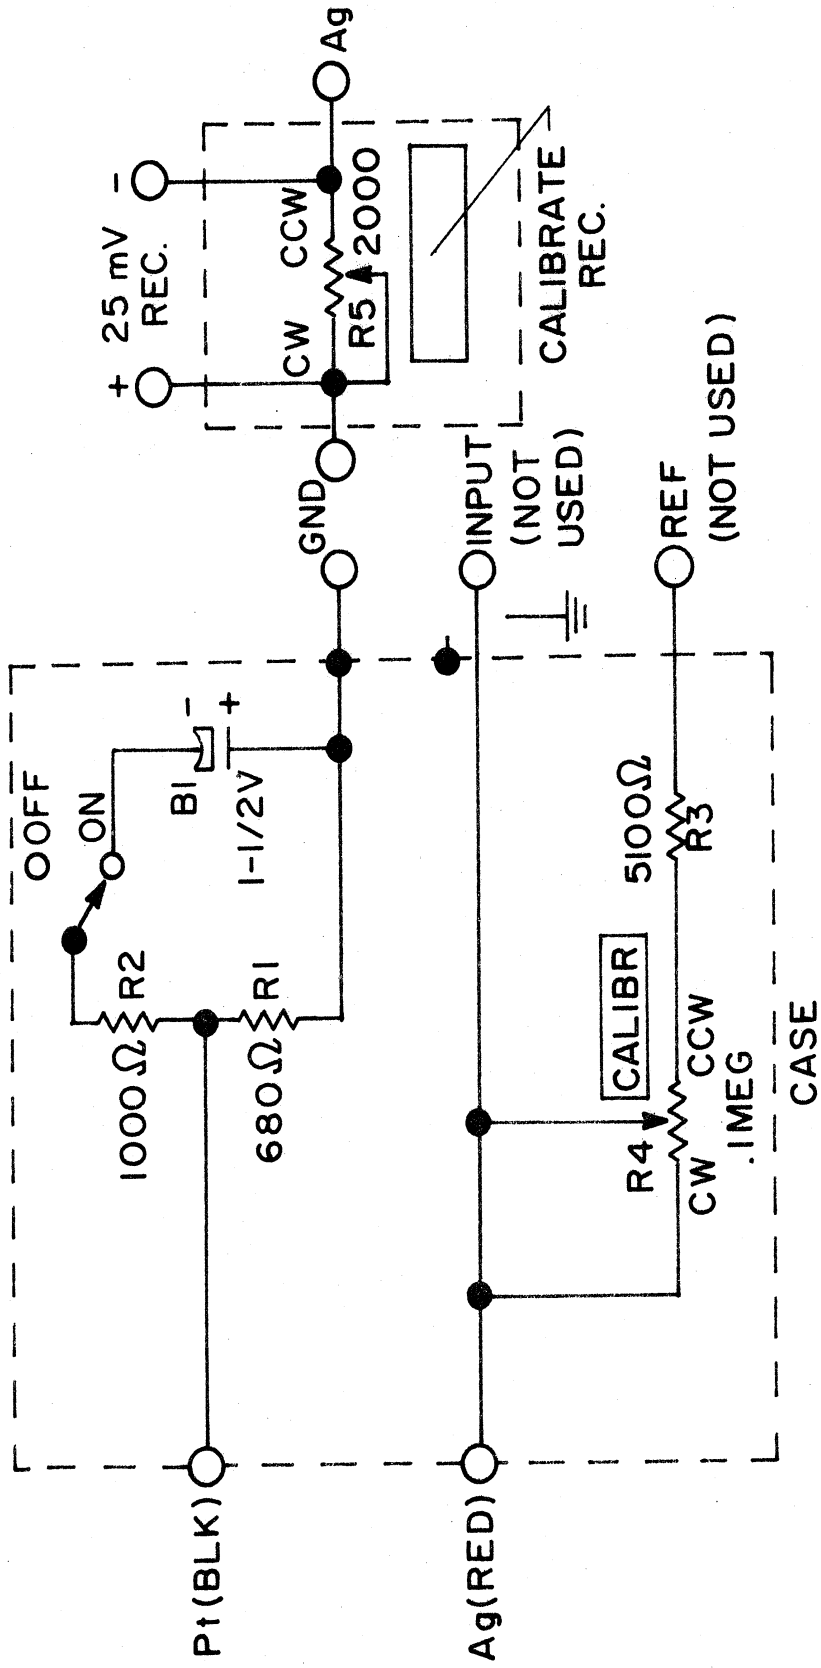 Pt(BLK)
Ag(RED)
1000Ω
R2
680Ω
R1
OFF
ON
B1
-
+
1-1/2V
GND
+
25 mV
REC.
-
CW
CCW
R5
2000
Ag
CALIBRATE
REC.
INPUT
(NOT
USED)
REF
(NOT USED)
5100Ω
R3
CALIBR
R4
CW
CCW
.1MEG
CASE